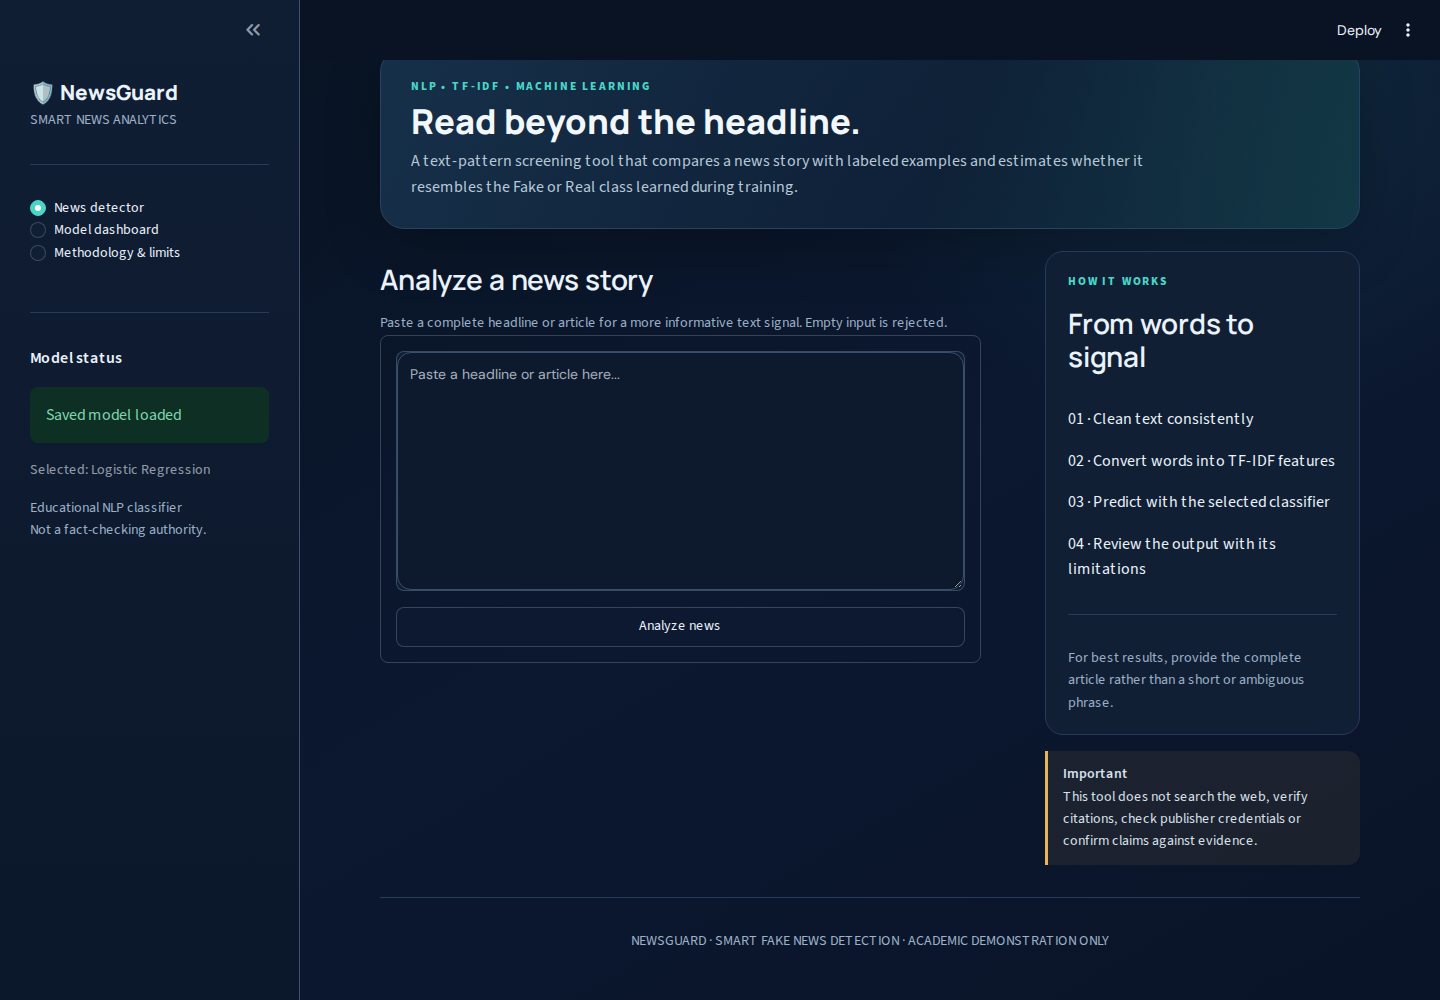 Deploy
NewsGuard
SMART NEWS ANALYTICS
News detector
Model dashboard
Methodology & limits
Model status
Saved model loaded
Selected: Logistic Regression
Educational NLP classifier
Not a fact-checking authority.
NLP • TF-IDF • MACHINE LEARNING
Read beyond the headline.
A text-pattern screening tool that compares a news story with labeled examples and estimates whether it
resembles the Fake or Real class learned during training.
Analyze a news story
Paste a complete headline or article for a more informative text signal. Empty input is rejected.
Paste a headline or article here...
Analyze news
HOW IT WORKS
From words to
signal
01 · Clean text consistently
02 · Convert words into TF-IDF features
03 · Predict with the selected classifier
04 · Review the output with its
limitations
For best results, provide the complete
article rather than a short or ambiguous
phrase.
Important
This tool does not search the web, verify
citations, check publisher credentials or
confirm claims against evidence.
NEWSGUARD · SMART FAKE NEWS DETECTION · ACADEMIC DEMONSTRATION ONLY